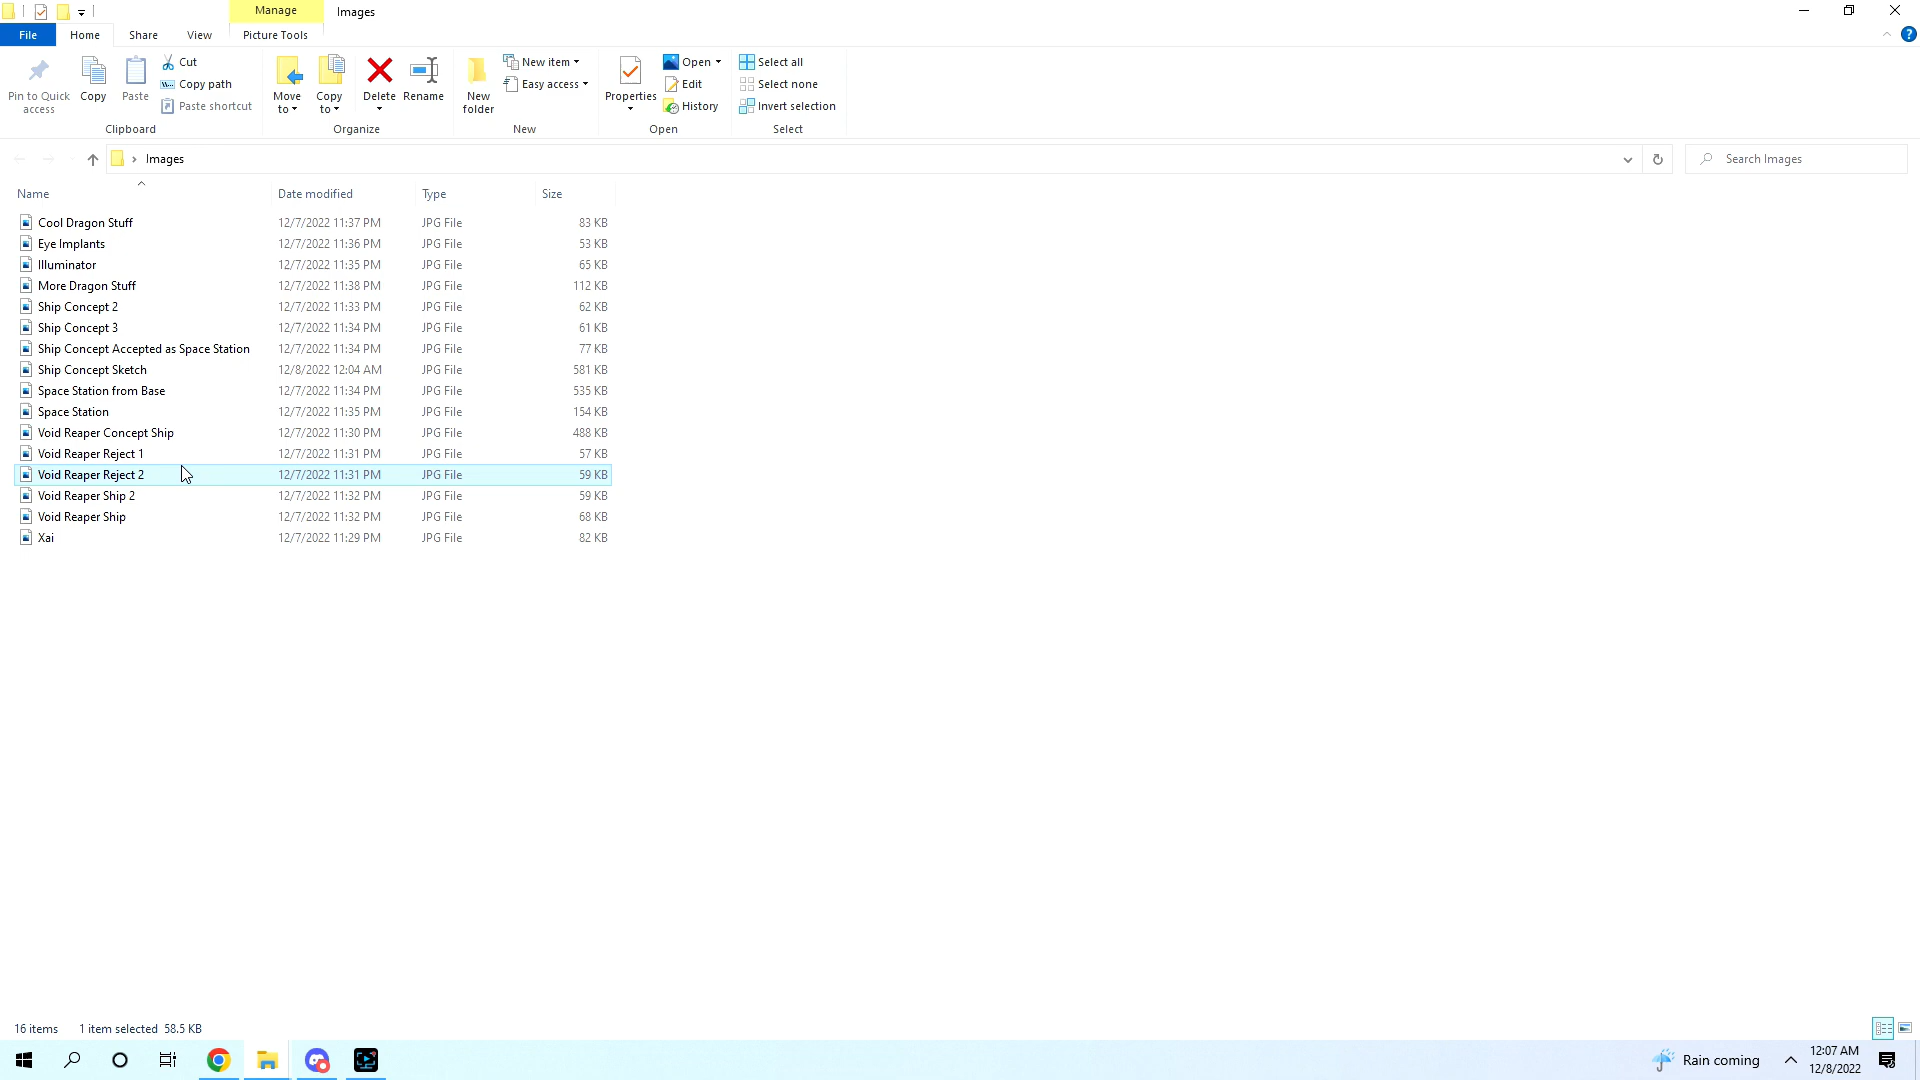 Manage Images
File Home Share View Picture Tools
Pin to Quick access
Copy
Paste
Cut
Copy path
Paste shortcut
Clipboard
Move to
Copy to
Delete
Rename
Organize
New folder
New item
Easy access
New
Properties
Open
Edit
History
Open
Select all
Select none
Invert selection
Select
Images
Search Images
Name Date modified Type Size
Cool Dragon Stuff 12/7/2022 11:37 PM JPG File 83 KB
Eye Implants 12/7/2022 11:36 PM JPG File 53 KB
Illuminator 12/7/2022 11:35 PM JPG File 65 KB
More Dragon Stuff 12/7/2022 11:38 PM JPG File 112 KB
Ship Concept 2 12/7/2022 11:33 PM JPG File 62 KB
Ship Concept 3 12/7/2022 11:34 PM JPG File 61 KB
Ship Concept Accepted as Space Station 12/7/2022 11:34 PM JPG File 77 KB
Ship Concept Sketch 12/8/2022 12:04 AM JPG File 581 KB
Space Station from Base 12/7/2022 11:34 PM JPG File 535 KB
Space Station 12/7/2022 11:35 PM JPG File 154 KB
Void Reaper Concept Ship 12/7/2022 11:30 PM JPG File 488 KB
Void Reaper Reject 1 12/7/2022 11:31 PM JPG File 57 KB
Void Reaper Reject 2 12/7/2022 11:31 PM JPG File 59 KB
Void Reaper Ship 2 12/7/2022 11:32 PM JPG File 59 KB
Void Reaper Ship 12/7/2022 11:32 PM JPG File 68 KB
Xai 12/7/2022 11:29 PM JPG File 82 KB
16 items 1 item selected 58.5 KB
Rain coming
12:07 AM
12/8/2022